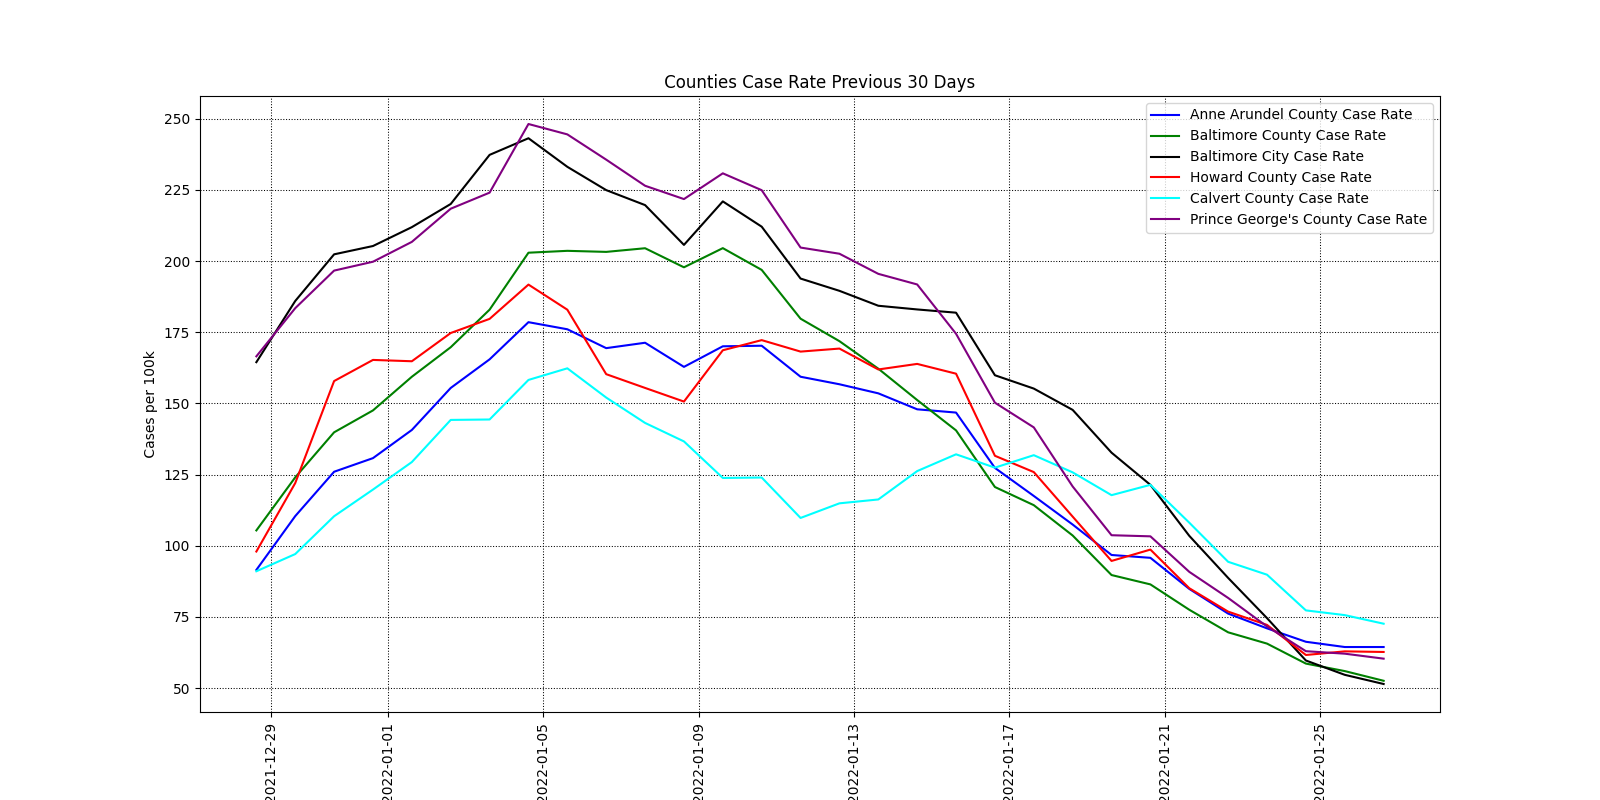 Counties Case Rate Previous 30 Days
Anne Arundel County Case Rate
Baltimore County Case Rate
Baltimore City Case Rate
Howard County Case Rate
Calvert County Case Rate
Prince George's County Case Rate
Cases per 100k
250
225
200
175
150
125
100
75
50
2021-12-29
2022-01-01
2022-01-05
2022-01-09
2022-01-13
2022-01-17
2022-01-21
2022-01-25